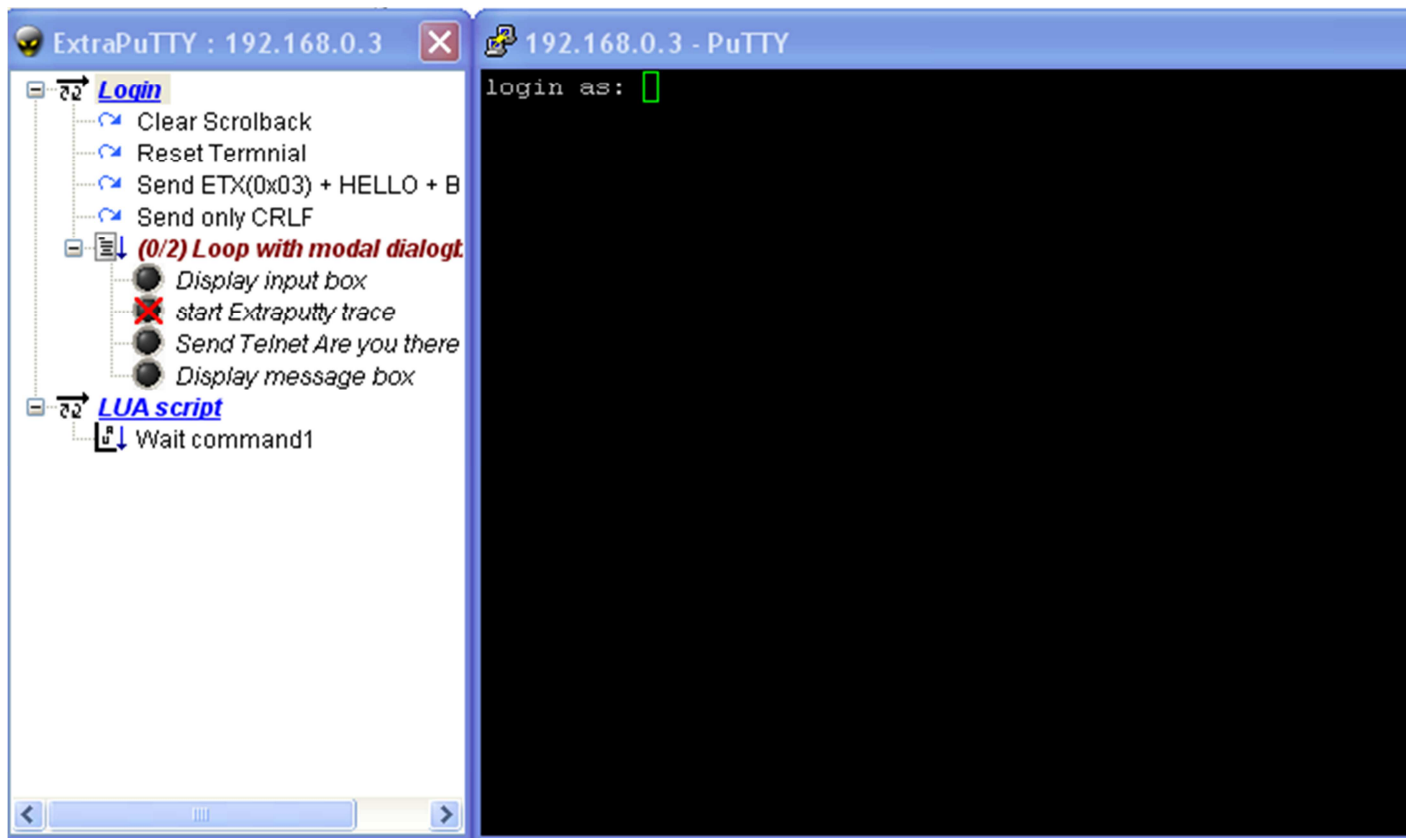 ExtraPuTTY : 192.168.0.3
Login
Clear Scrolback
Reset Termnial
Send ETX(0x03) + HELLO + B
Send only CRLF
(0/2) Loop with modal dialogb
Display input box
start Extraputty trace
Send Telnet Are you there
Display message box
LUA script
Wait command1
192.168.0.3 - PuTTY
login as: